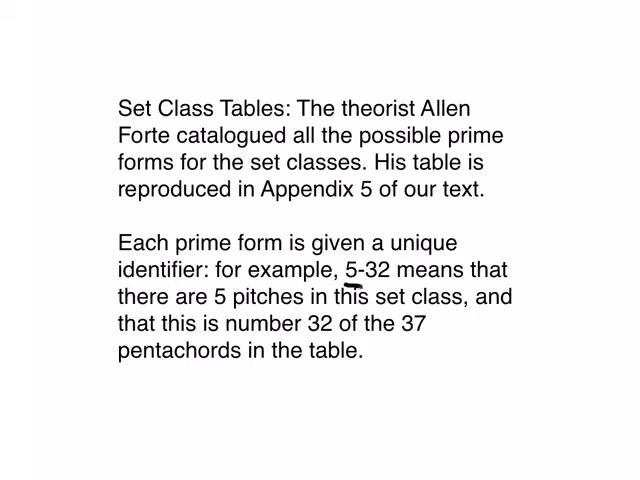 Set Class Tables: The theorist Allen
Forte catalogued all the possible prime
forms for the set classes. His table is
reproduced in Appendix 5 of our text.
Each prime form is given a unique
identifier: for example, 5-32 means that
there are 5 pitches in this set class, and
that this is number 32 of the 37
pentachords in the table.